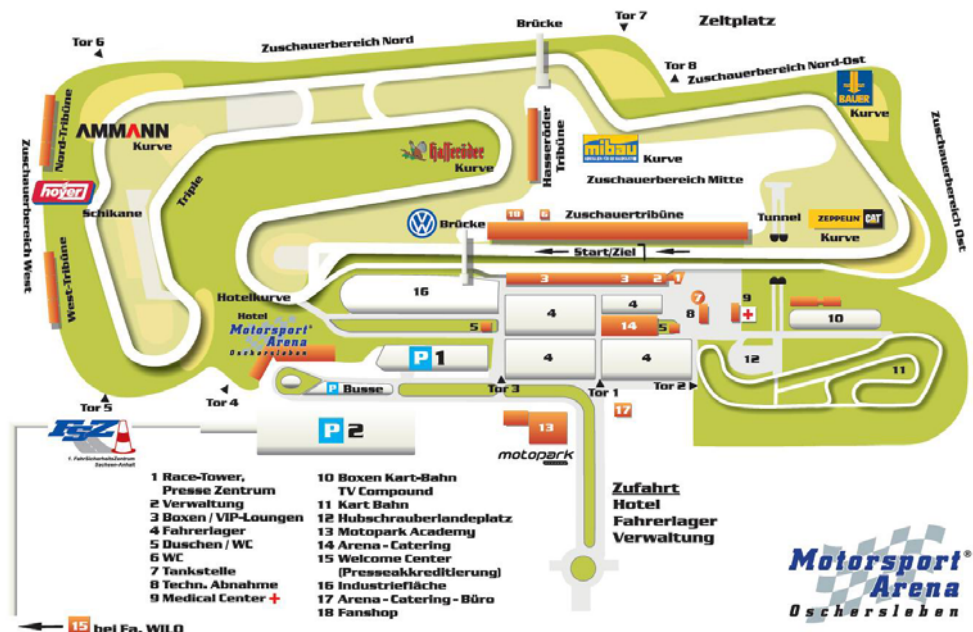 Brücke
Tor 7
Zeltplatz
Tor 6
Zuschauerbereich Nord
Tor 8
Zuschauerbereich Nord-Ost
BAUER
Kurve
Nord-Tribüne
AMMANN
Kurve
Hasseröder
Kurve
Hasseröder
Tribüne
mibau
Kurve
Zuschauerbereich Ost
Zuschauerbereich West
hoyer
Schikane
Triple
Zuschauerbereich Mitte
VW
Brücke
18
6
Zuschauertribüne
Tunnel
ZEPPELIN CAT
Kurve
Start/Ziel
West-Tribüne
Hotelkurve
16
3
3
2
1
4
4
7
8
9
10
Hotel
Motorsport®
Arena
Oschersleben
5
14
5
P 1
4
4
12
11
P Busse
Tor 3
Tor 1
Tor 2
Tor 5
Tor 4
17
FSZ
1. FahrSicherheitsZentrum
Sachsen-Anhalt
P 2
13
motopark
1 Race-Tower,
Presse Zentrum
2 Verwaltung
3 Boxen / VIP-Loungen
4 Fahrerlager
5 Duschen / WC
6 WC
7 Tankstelle
8 Techn. Abnahme
9 Medical Center +
10 Boxen Kart-Bahn
TV Compound
11 Kart Bahn
12 Hubschrauberlandeplatz
13 Motopark Academy
14 Arena - Catering
15 Welcome Center
(Presseakkreditierung)
16 Industriefläche
17 Arena - Catering - Büro
18 Fanshop
Zufahrt
Hotel
Fahrerlager
Verwaltung
Motorsport®
Arena
Oschersleben
15 bei Fa. WILO